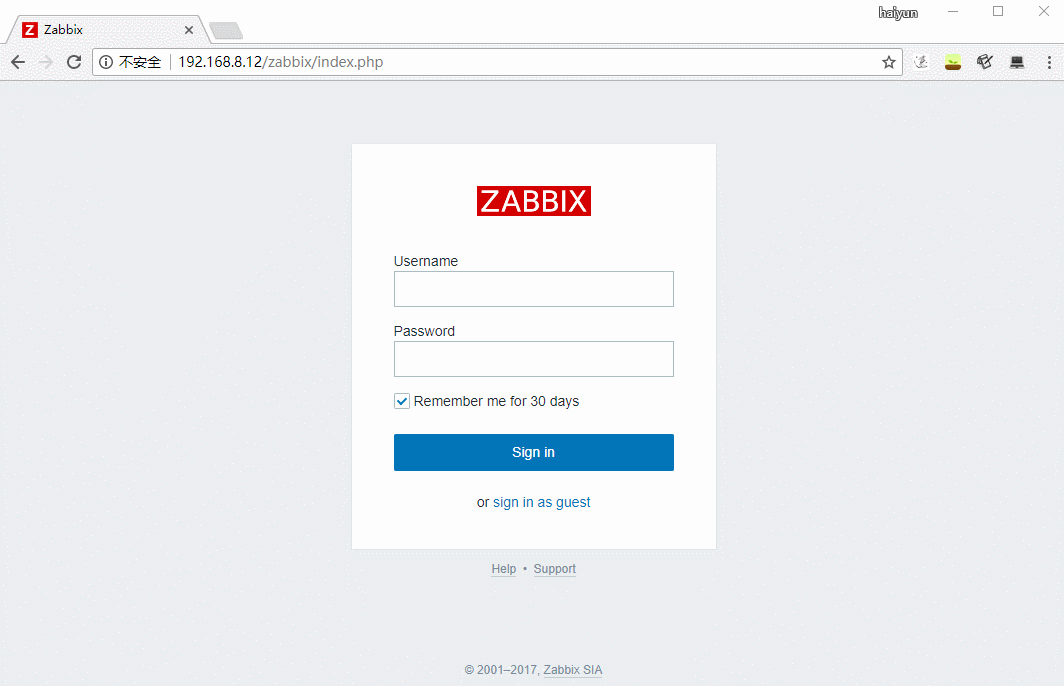 haiyun
Z Zabbix
不安全 192.168.8.12/zabbix/index.php
ZABBIX
Username
Password
Remember me for 30 days
Sign in
or sign in as guest
Help • Support
© 2001–2017, Zabbix SIA